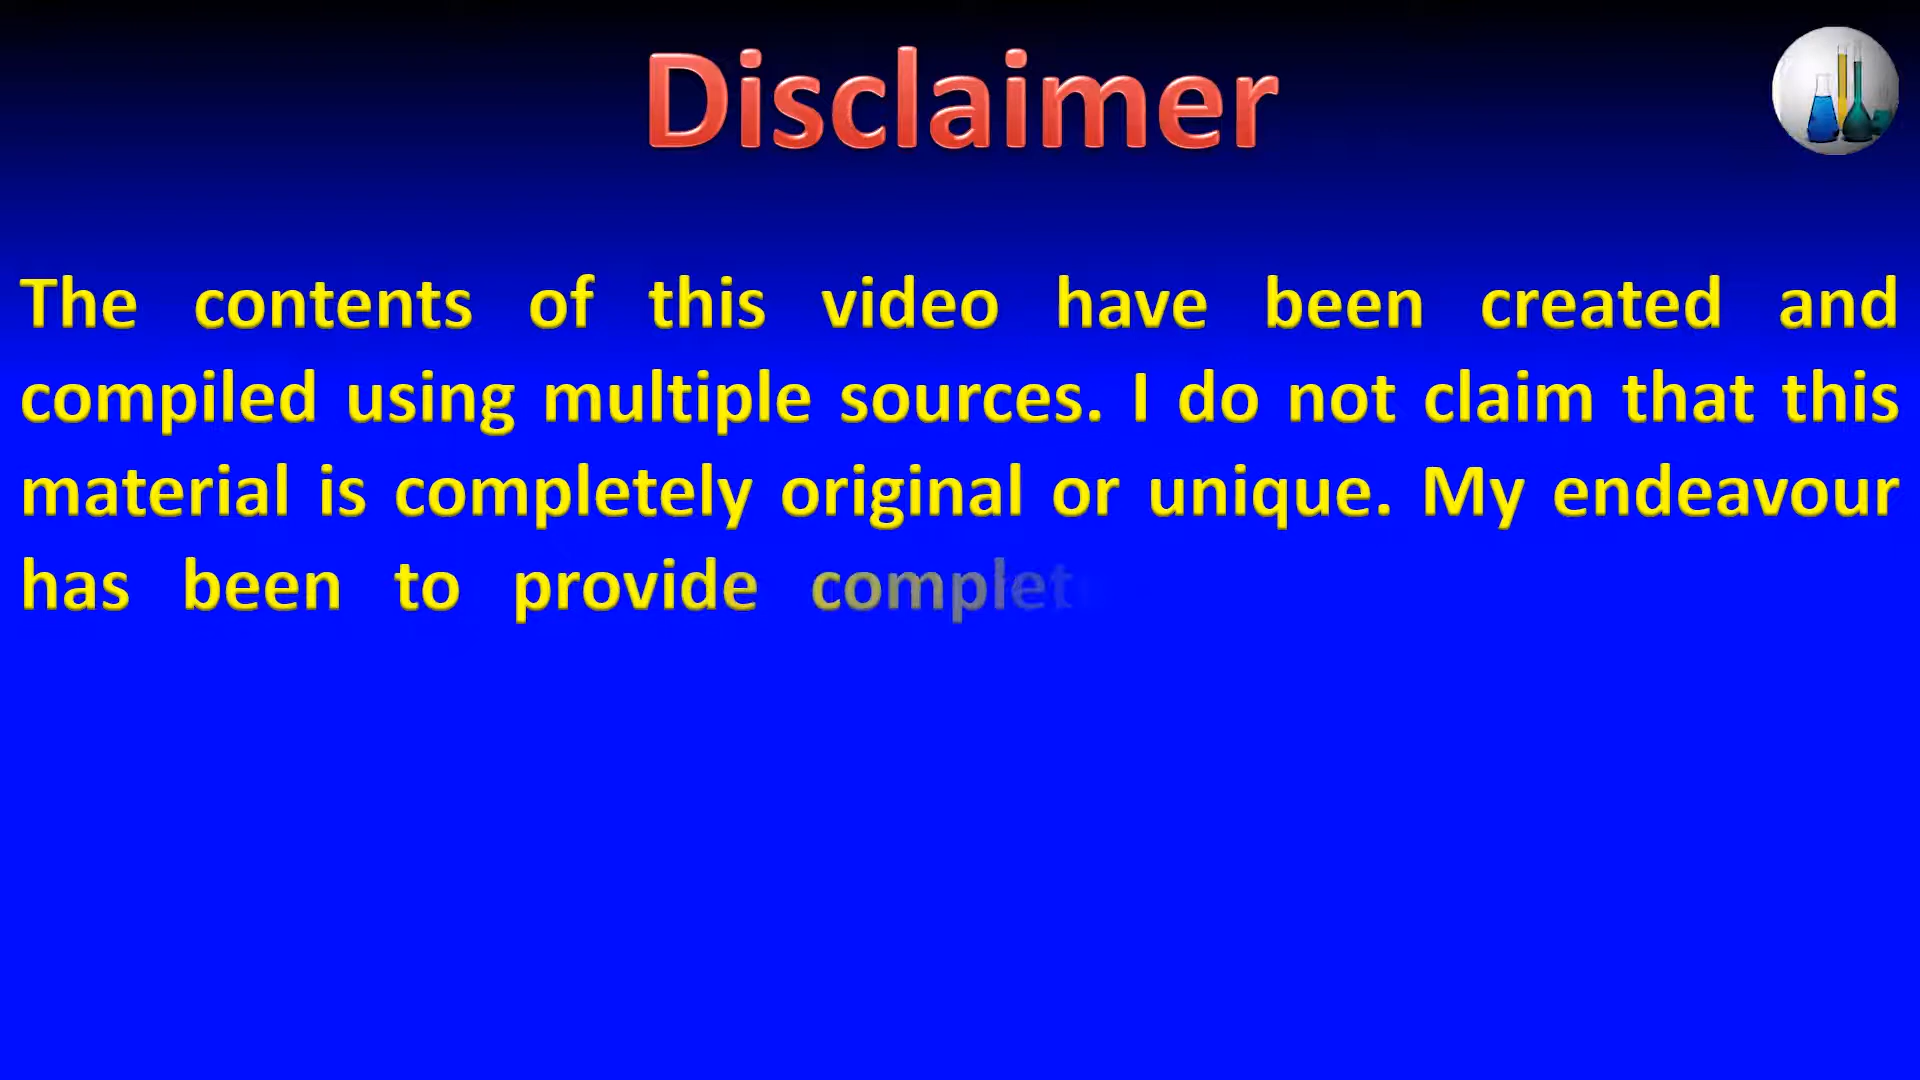 Disclaimer
The contents of this video have been created and
compiled using multiple sources. I do not claim that this
material is completely original or unique. My endeavour
has been to provide complet